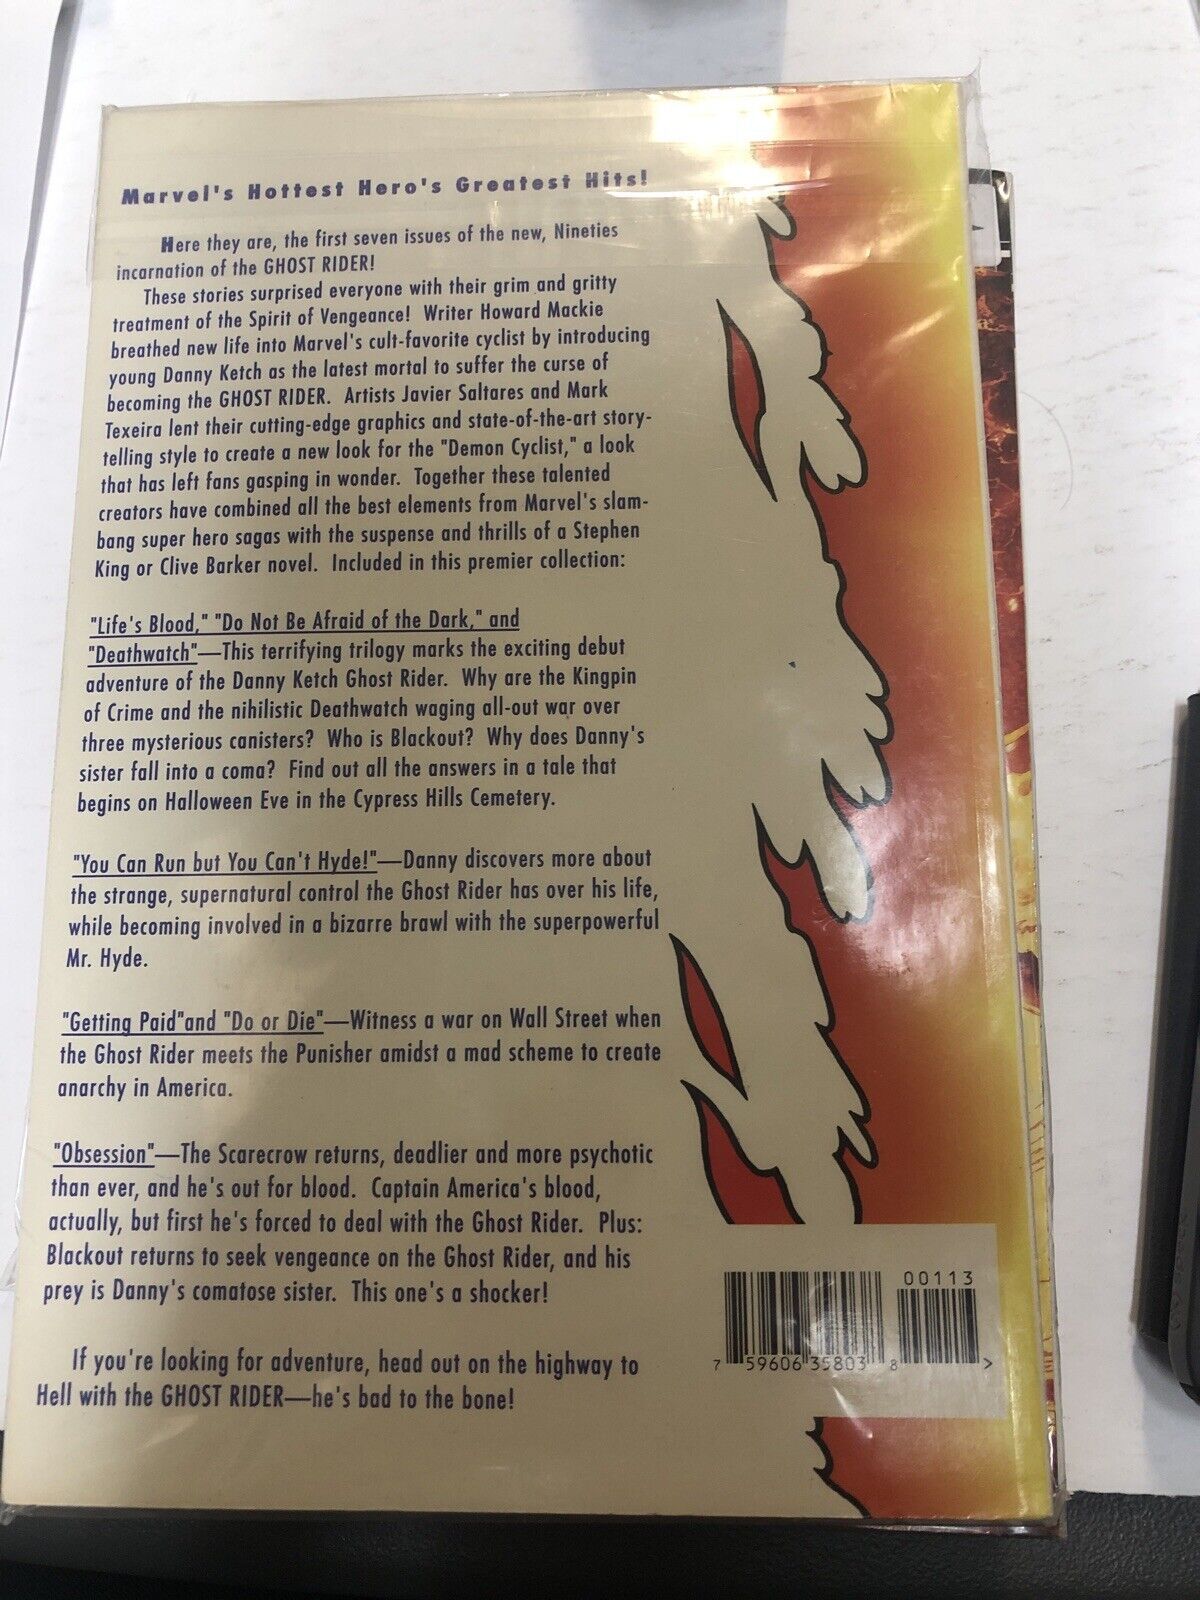 Marvel's Hottest Hero's Greatest Hits!
Here they are, the first seven issues of the new, Nineties
incarnation of the GHOST RIDER!
These stories surprised everyone with their grim and gritty
treatment of the Spirit of Vengeance! Writer Howard Mackie
breathed new life into Marvel's cult-favorite cyclist by introducing
young Danny Ketch as the latest mortal to suffer the curse of
becoming the GHOST RIDER. Artists Javier Saltares and Mark
Texeira lent their cutting-edge graphics and state-of-the-art story-
telling style to create a new look for the "Demon Cyclist," a look
that has left fans gasping in wonder. Together these talented
creators have combined all the best elements from Marvel's slam-
bang super hero sagas with the suspense and thrills of a Stephen
King or Clive Barker novel. Included in this premier collection:
"Life's Blood," "Do Not Be Afraid of the Dark," and
"Deathwatch"—This terrifying trilogy marks the exciting debut
adventure of the Danny Ketch Ghost Rider. Why are the Kingpin
of Crime and the nihilistic Deathwatch waging all-out war over
three mysterious canisters? Who is Blackout? Why does Danny's
sister fall into a coma? Find out all the answers in a tale that
begins on Halloween Eve in the Cypress Hills Cemetery.
"You Can Run but You Can't Hyde!"—Danny discovers more about
the strange, supernatural control the Ghost Rider has over his life,
while becoming involved in a bizarre brawl with the superpowerful
Mr. Hyde.
"Getting Paid"and "Do or Die"—Witness a war on Wall Street when
the Ghost Rider meets the Punisher amidst a mad scheme to create
anarchy in America.
"Obsession"—The Scarecrow returns, deadlier and more psychotic
than ever, and he's out for blood. Captain America's blood,
actually, but first he's forced to deal with the Ghost Rider. Plus:
Blackout returns to seek vengeance on the Ghost Rider, and his
prey is Danny's comatose sister. This one's a shocker!
If you're looking for adventure, head out on the highway to
Hell with the GHOST RIDER—he's bad to the bone!
00113
7 59606 35803 8 >